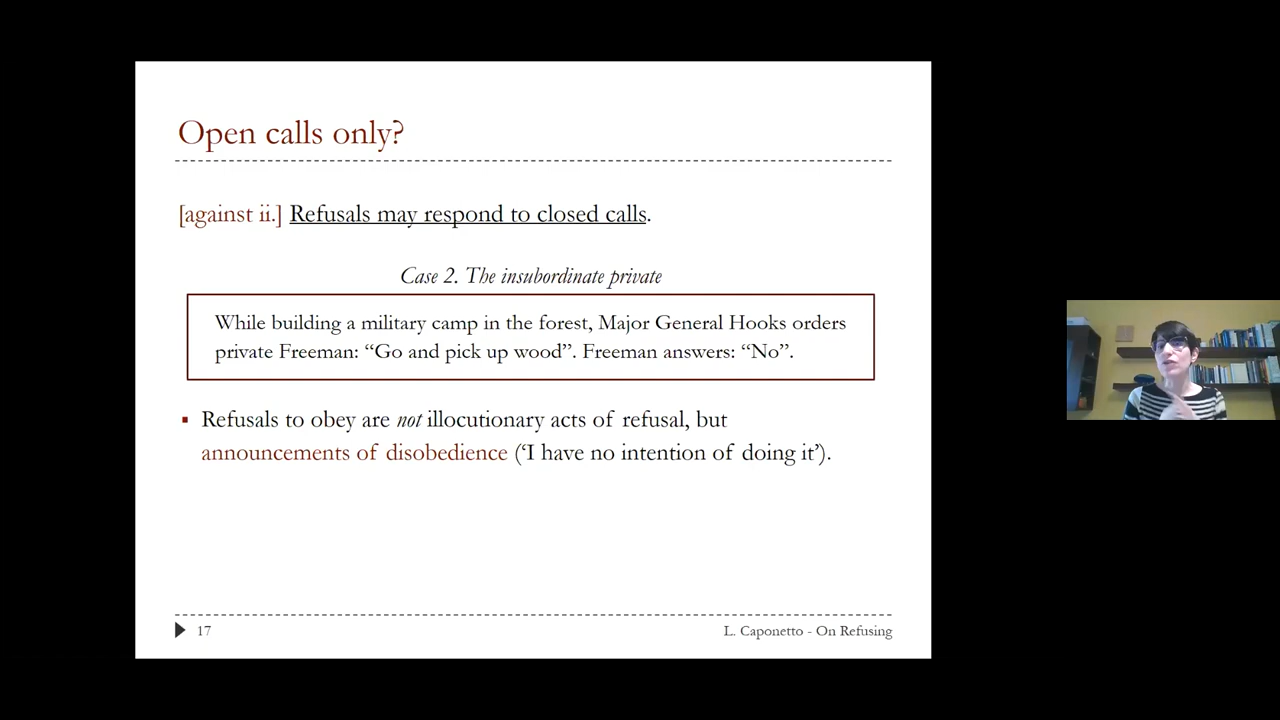 Open calls only?
[against ii.] Refusals may respond to closed calls.
Case 2. The insubordinate private
While building a military camp in the forest, Major General Hooks orders
private Freeman: “Go and pick up wood”. Freeman answers: “No”.
▪ Refusals to obey are not illocutionary acts of refusal, but
announcements of disobedience (‘I have no intention of doing it’).
17
L. Caponetto - On Refusing